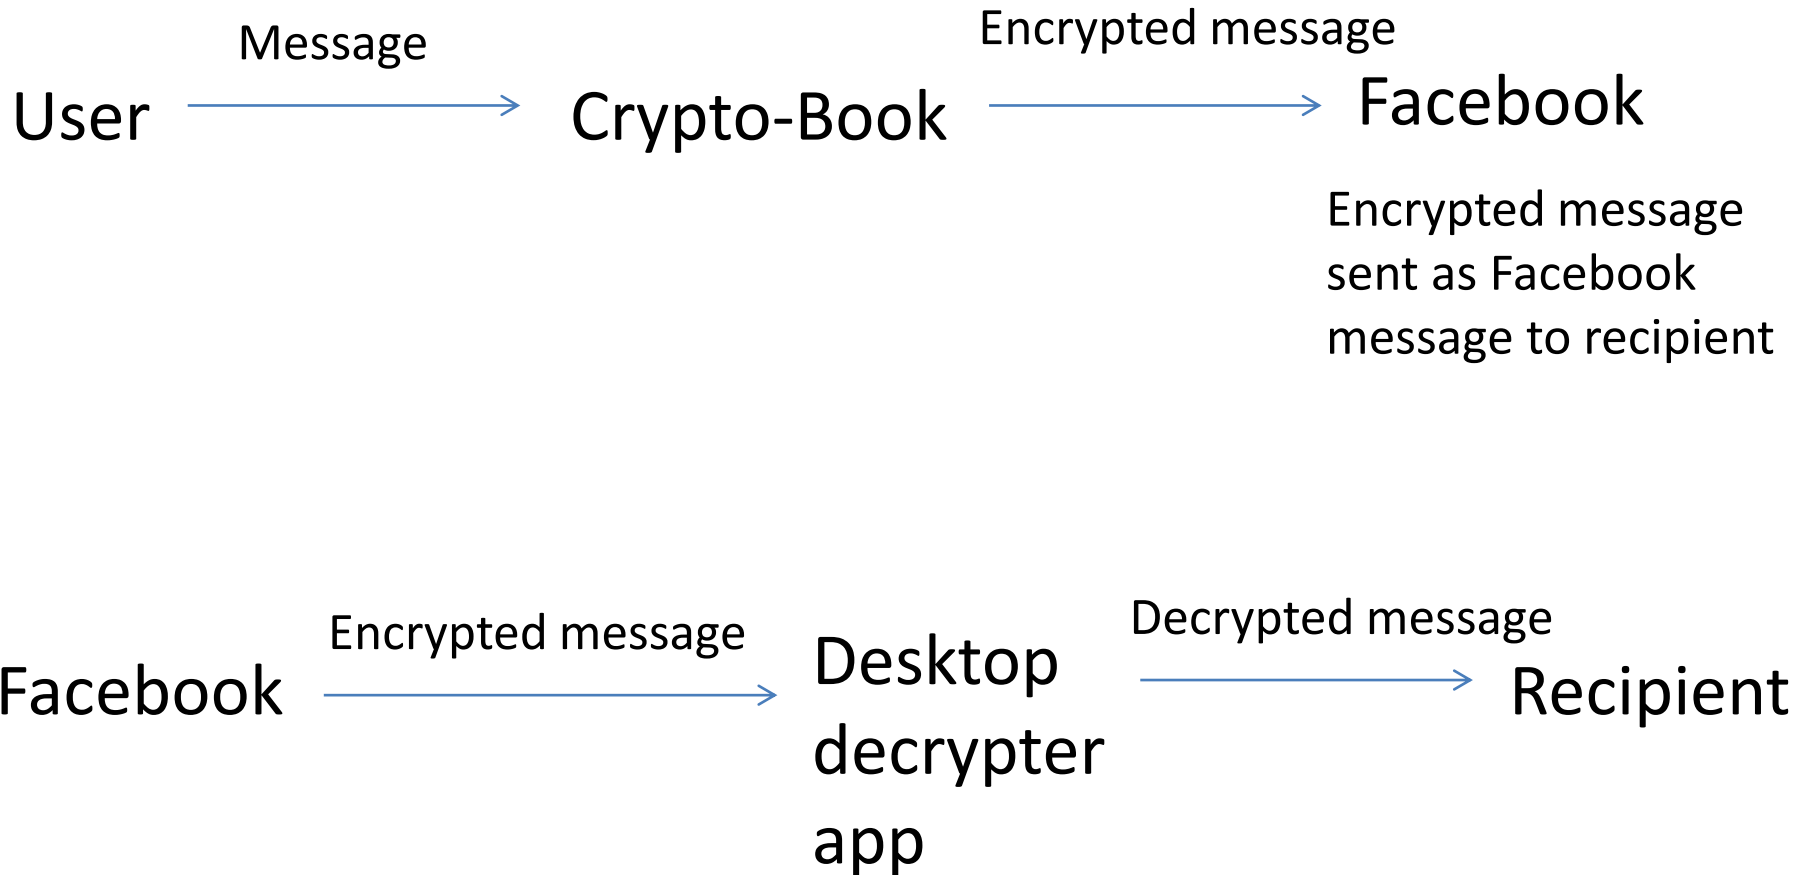 Message
Encrypted message
User
Crypto-Book
Facebook
Encrypted message
sent as Facebook
message to recipient
Encrypted message
Decrypted message
Facebook
Desktop
decrypter
app
Recipient